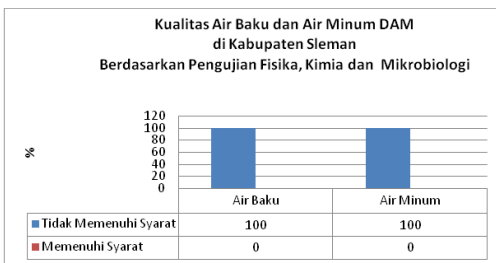 Kualitas Air Baku dan Air Minum DAM
di Kabupaten Sleman
Berdasarkan Pengujian Fisika, Kimia dan Mikrobiologi
%
120
100
80
60
40
20
0
Air Baku Air Minum
Tidak Memenuhi Syarat 100 100
Memenuhi Syarat 0 0